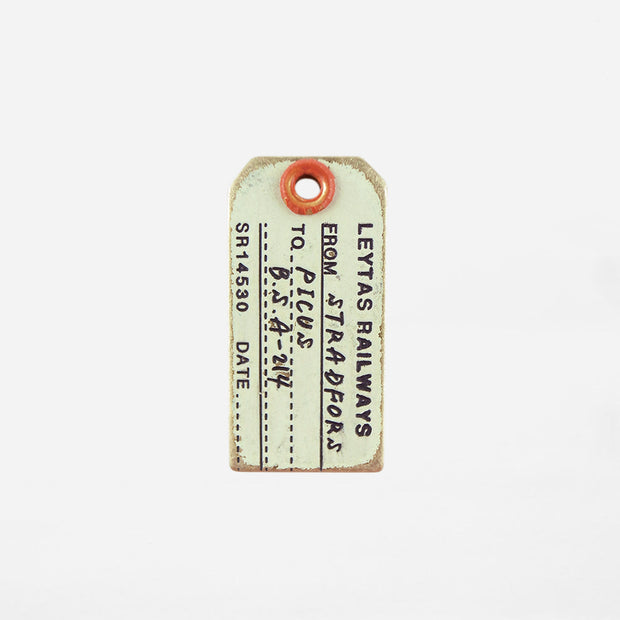 LEYTAS RAILWAYS
FROM STRADFORS
TO PICUS
B.S.A-214
SR14530 DATE